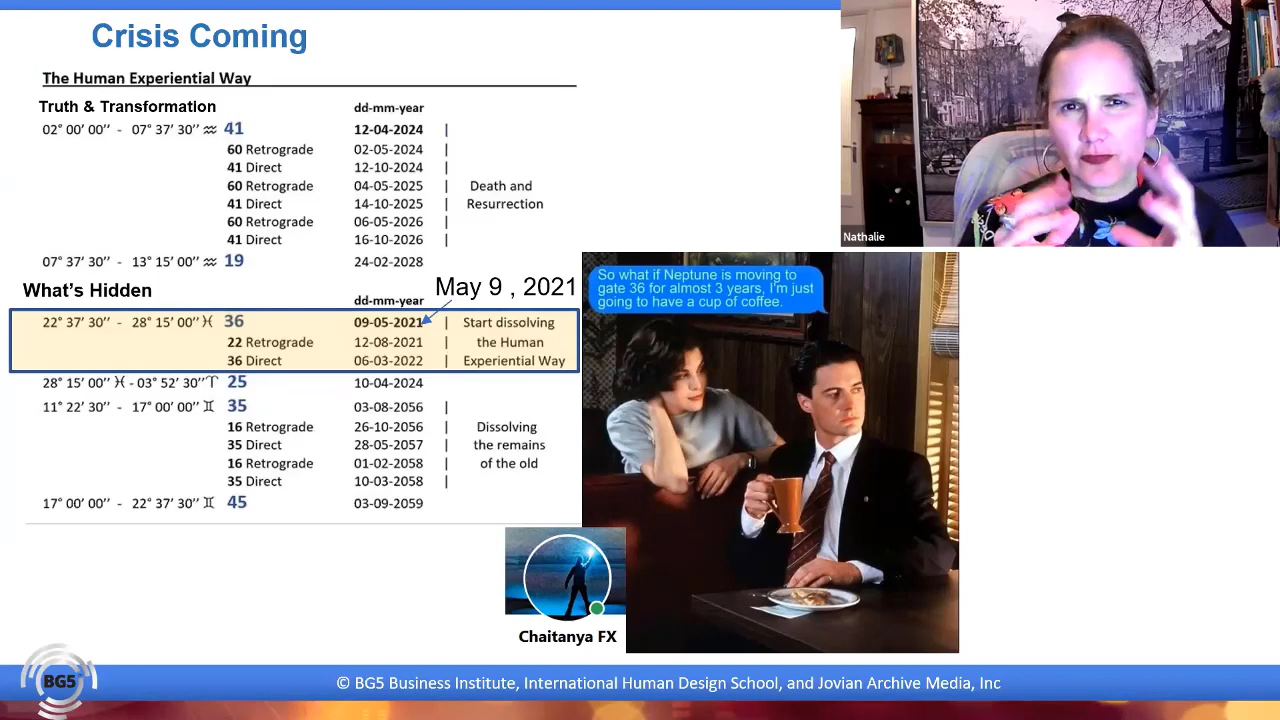 Crisis Coming
The Human Experiential Way
Truth & Transformation dd-mm-year
02° 00' 00'' - 07° 37' 30'' ♒ 41 12-04-2024 |
60 Retrograde 02-05-2024 |
41 Direct 12-10-2024 |
60 Retrograde 04-05-2025 | Death and
41 Direct 14-10-2025 | Resurrection
60 Retrograde 06-05-2026 |
41 Direct 16-10-2026 |
07° 37' 30'' - 13° 15' 00'' ♒ 19 24-02-2028
What's Hidden dd-mm-year
May 9 , 2021
22° 37' 30'' - 28° 15' 00'' ♓ 36 09-05-2021 | Start dissolving
22 Retrograde 12-08-2021 | the Human
36 Direct 06-03-2022 | Experiential Way
28° 15' 00'' ♓ - 03° 52' 30'' ♈ 25 10-04-2024
11° 22' 30'' - 17° 00' 00'' ♊ 35 03-08-2056 |
16 Retrograde 26-10-2056 | Dissolving
35 Direct 28-05-2057 | the remains
16 Retrograde 01-02-2058 | of the old
35 Direct 10-03-2058 |
17° 00' 00'' - 22° 37' 30'' ♊ 45 03-09-2059
Nathalie
So what if Neptune is moving to
gate 36 for almost 3 years, I'm just
going to have a cup of coffee.
Chaitanya FX
BG5
© BG5 Business Institute, International Human Design School, and Jovian Archive Media, Inc